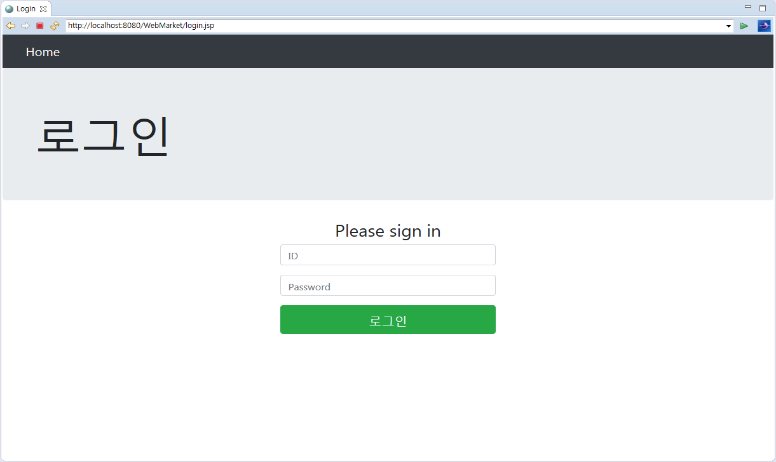 Login
http://localhost:8080/WebMarket/login.jsp
Home
로그인
Please sign in
ID
Password
로그인